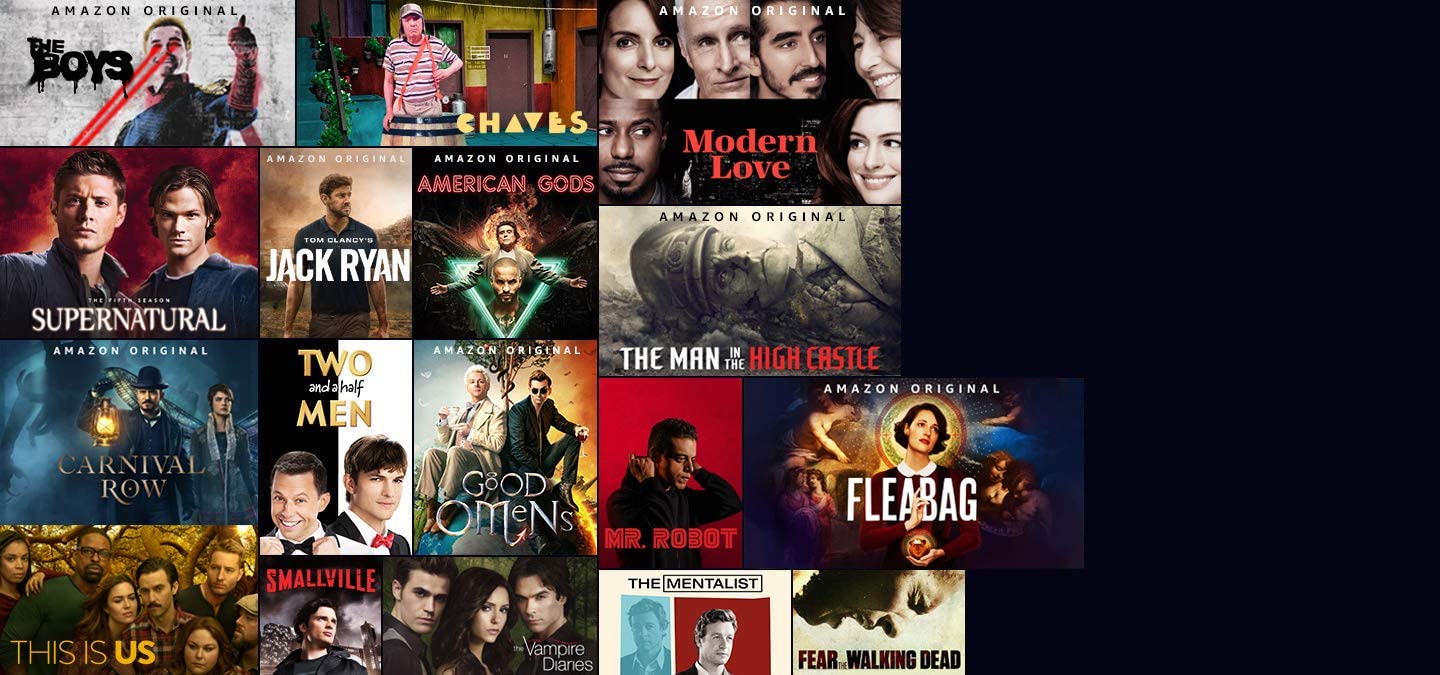 AMAZON ORIGINAL
THE
BOYS
CHAVES
AMAZON ORIGINAL
Modern
Love
THE FIFTH SEASON
SUPERNATURAL
AMAZON ORIGINAL
TOM CLANCY'S
JACK RYAN
AMAZON ORIGINAL
AMERICAN GODS
AMAZON ORIGINAL
THE MAN IN THE HIGH CASTLE
AMAZON ORIGINAL
CARNIVAL
ROW
TWO
and a half
MEN
AMAZON ORIGINAL
GOOD
OMENS
MR. ROBOT
AMAZON ORIGINAL
FLEABAG
THIS IS US
SMALLVILLE
the Vampire
Diaries
THE MENTALIST
FEAR THE WALKING DEAD